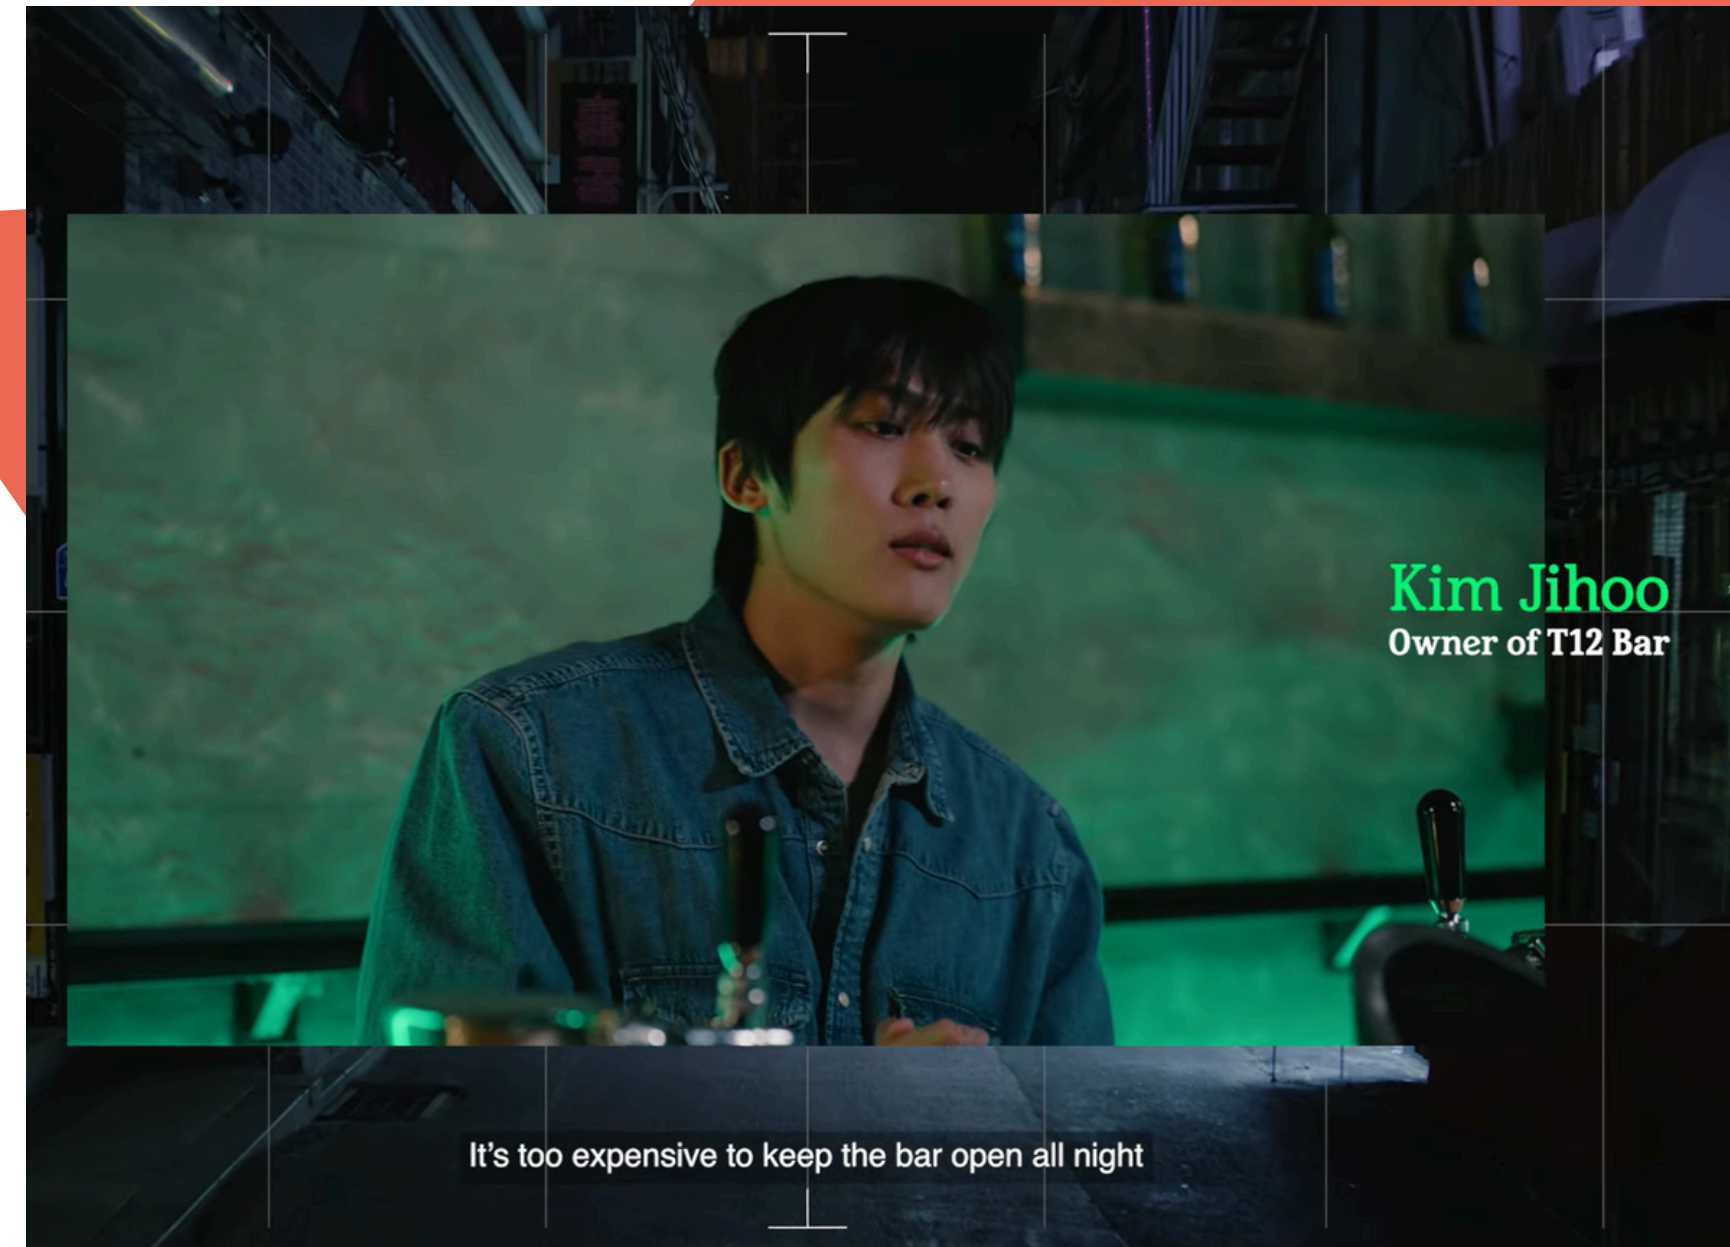 Kim Jihoo
Owner of T12 Bar
It's too expensive to keep the bar open all night